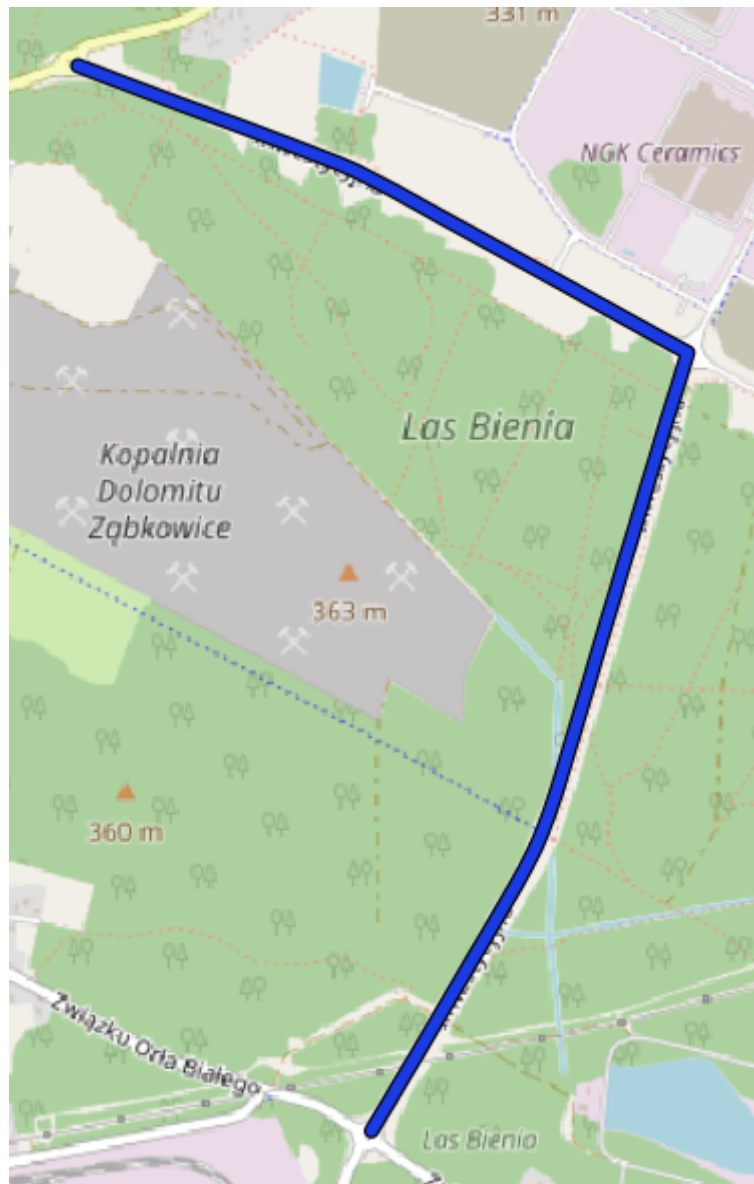 331 m
NGK Ceramics
Las Bienia
Kopalnia
Dolomitu
Ząbkowice
363 m
360 m
Związku Orła Białego
Las Bienia